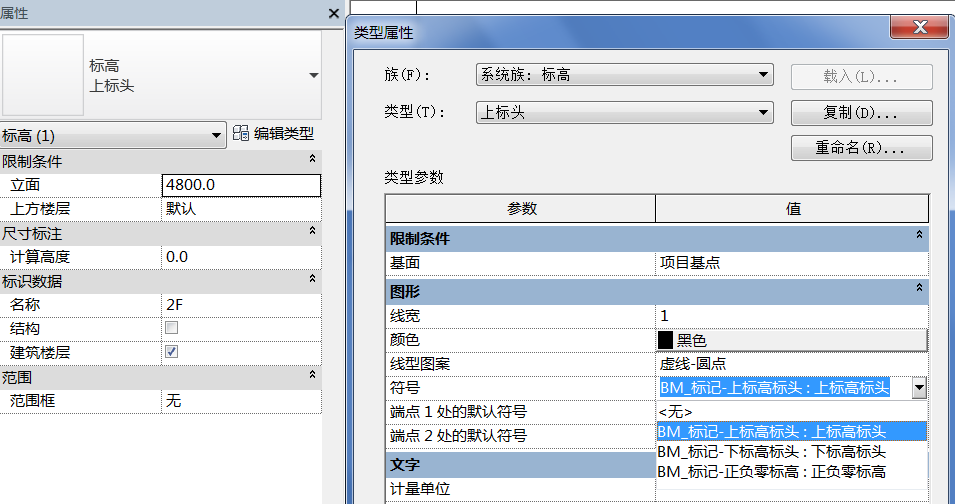 属性
标高
上标头
标高 (1)
编辑类型
限制条件
立面 4800.0
上方楼层 默认
尺寸标注
计算高度 0.0
标识数据
名称 2F
结构
建筑楼层
范围
范围框 无
类型属性
族(F): 系统族: 标高 载入(L)...
类型(T): 上标头 复制(D)...
重命名(R)...
类型参数
参数 值
限制条件
基面 项目基点
图形
线宽 1
颜色 黑色
线型图案 虚线-圆点
符号 BM_标记-上标高标头 : 上标高标头
端点 1 处的默认符号 <无>
BM_标记-上标高标头 : 上标高标头
端点 2 处的默认符号 BM_标记-下标高标头 : 下标高标头
文字 BM_标记-正负零标高 : 正负零标高
计量单位